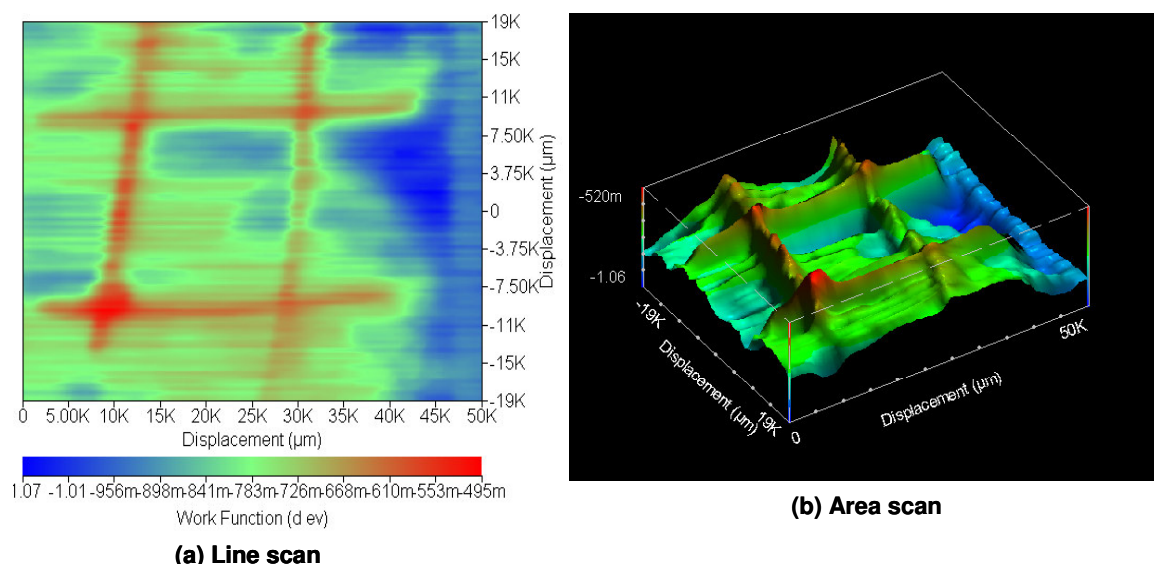 19K
15K
11K
7.50K
3.75K
0
-3.75K
-7.50K
-11K
-15K
-19K
Displacement (µm)
0 5.00K 10K 15K 20K 25K 30K 35K 40K 45K 50K
Displacement (µm)
1.07 -1.01 -956m-898m-841m-783m-726m-668m-610m-553m-495m
Work Function (d ev)
(a) Line scan
-520m
-1.06
-19K
Displacement (µm)
19K
0
Displacement (µm)
50K
(b) Area scan